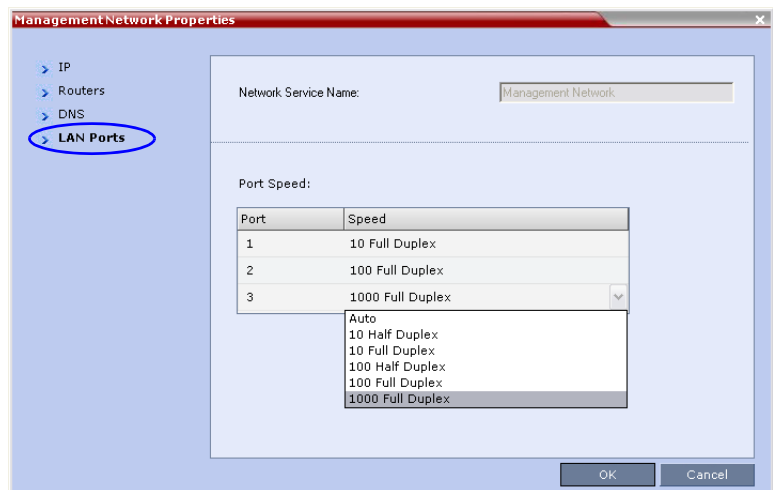 Management Network Properties
IP
Routers
DNS
LAN Ports
Network Service Name: Management Network
Port Speed:
Port Speed
1 10 Full Duplex
2 100 Full Duplex
3 1000 Full Duplex
Auto
10 Half Duplex
10 Full Duplex
100 Half Duplex
100 Full Duplex
1000 Full Duplex
OK Cancel